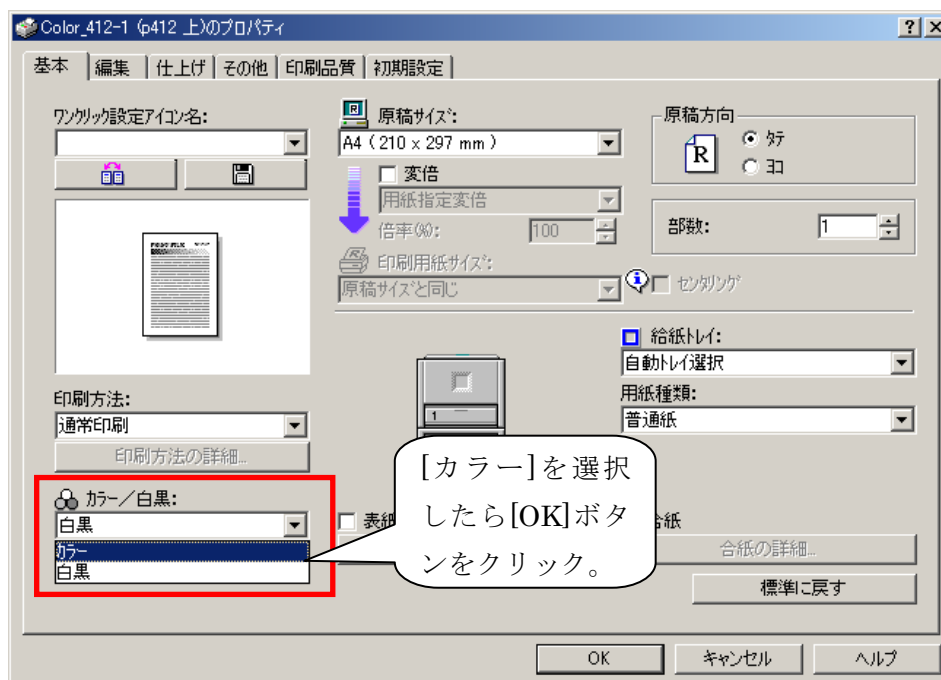 Color_412-1 (p412 上)のプロパティ
基本 編集 仕上げ その他 印刷品質 初期設定
ワンクリック設定アイコン名:
原稿サイズ:
A4 ( 210 x 297 mm )
変倍
用紙指定変倍
倍率(%): 100
印刷用紙サイズ:
原稿サイズと同じ
原稿方向
R
タテ
ヨコ
部数: 1
センタリング
給紙トレイ:
自動トレイ選択
用紙種類:
普通紙
1
印刷方法:
通常印刷
印刷方法の詳細...
カラー/白黒:
白黒
カラー
白黒
[カラー]を選択
したら[OK]ボタ
ンをクリック。
表紙
合紙
合紙の詳細...
標準に戻す
OK キャンセル ヘルプ